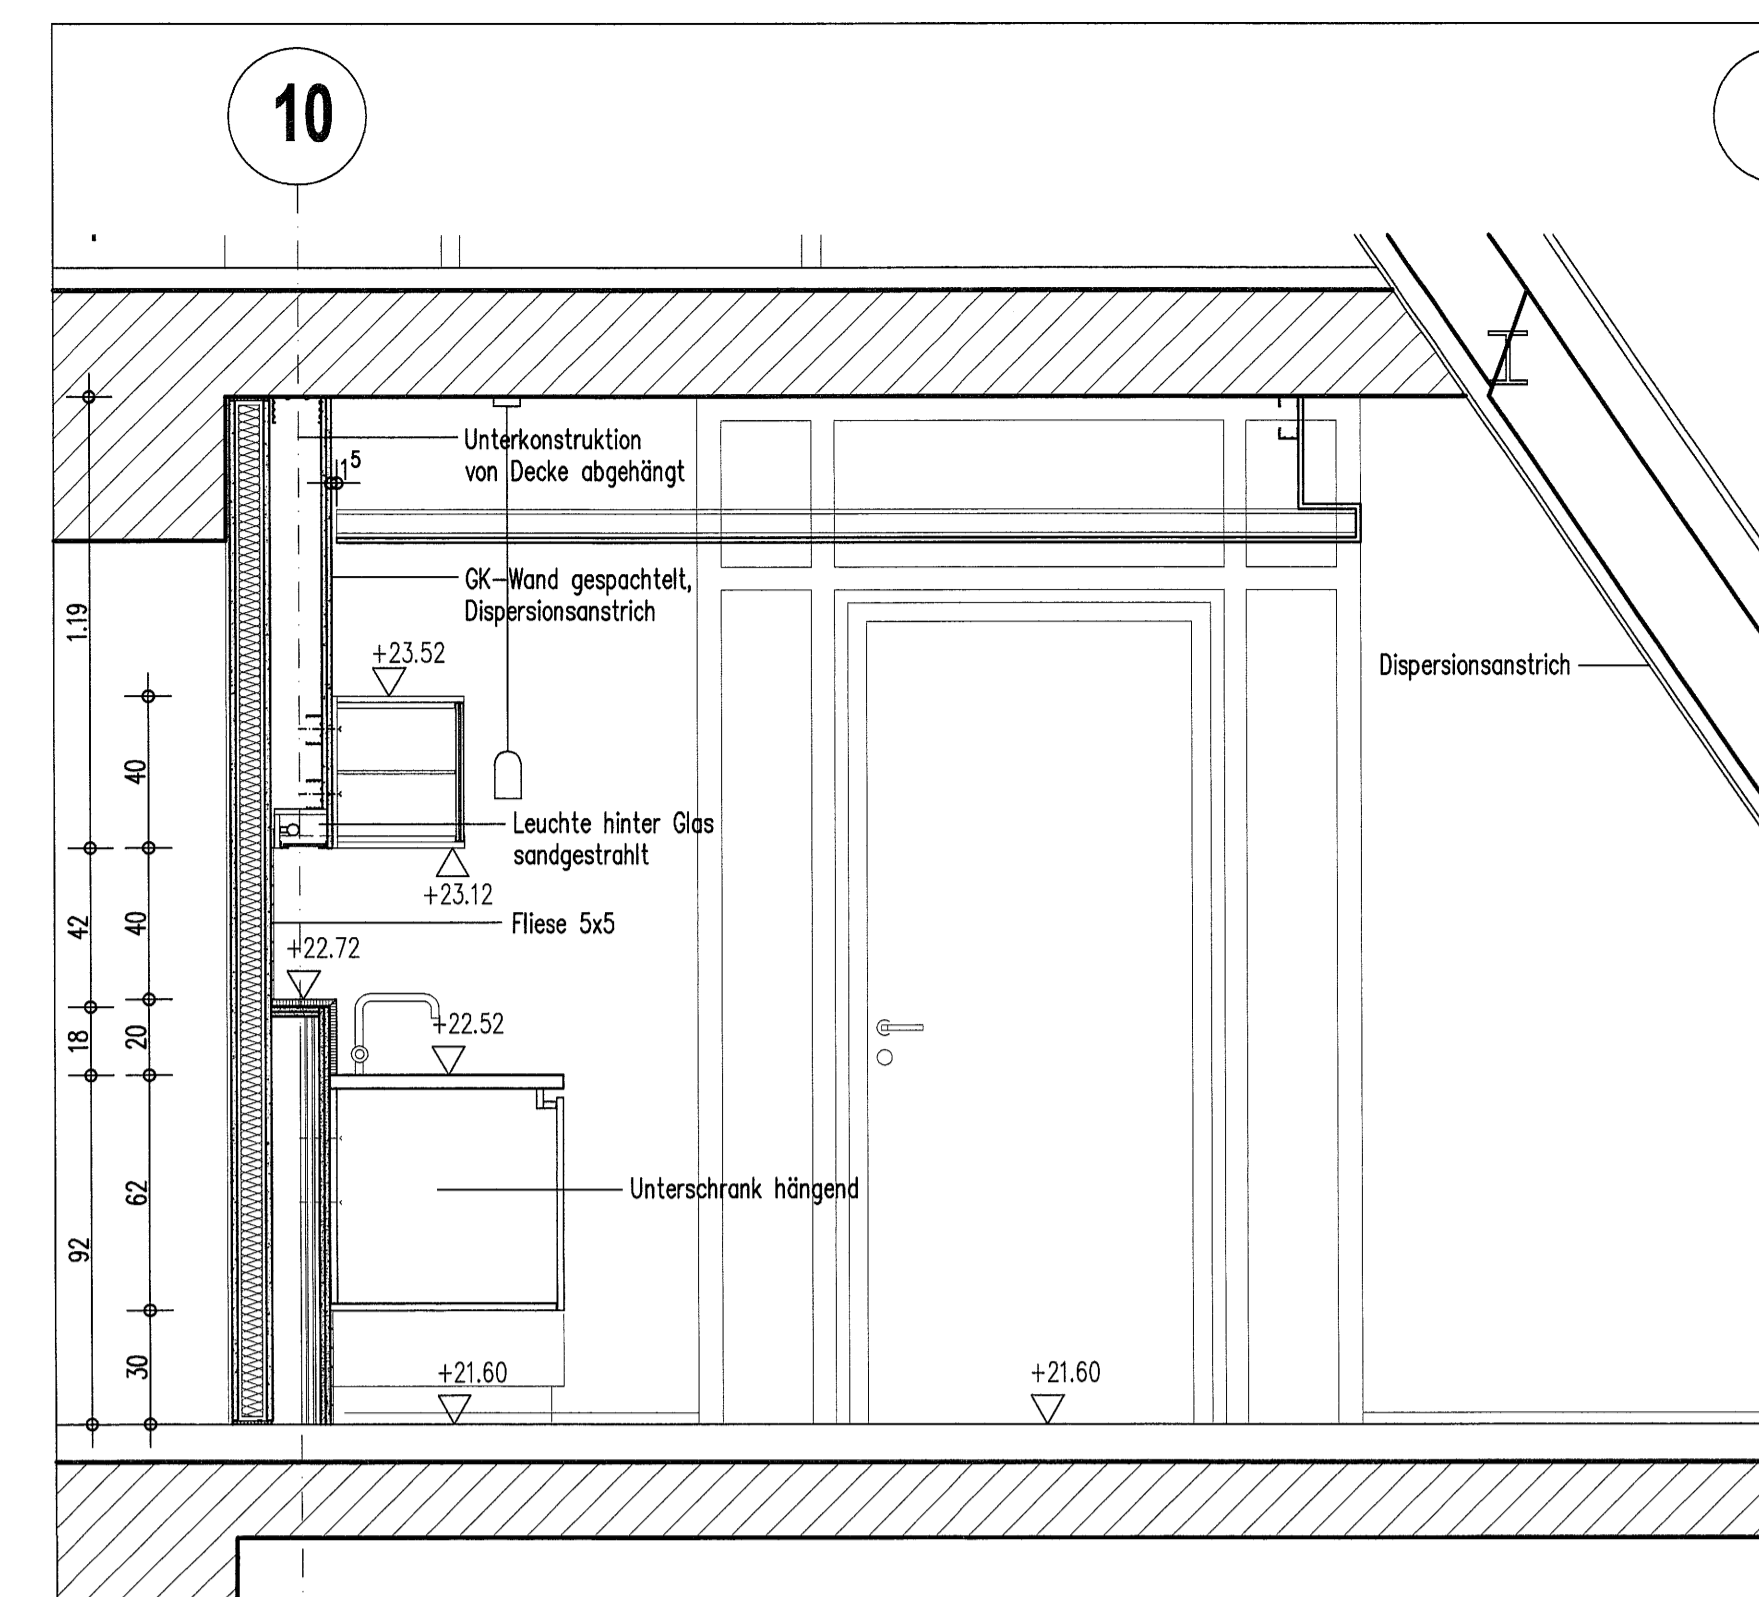 10
Unterkonstruktion
von Decke abgehängt
1⁵
GK-Wand gespachtelt,
Dispersionsanstrich
1.19
+23.52
Dispersionsanstrich
40
Leuchte hinter Glas
sandgestrahlt
+23.12
42
40
Fliese 5x5
+22.72
18
20
+22.52
62
Unterschrank hängend
92
30
+21.60
+21.60